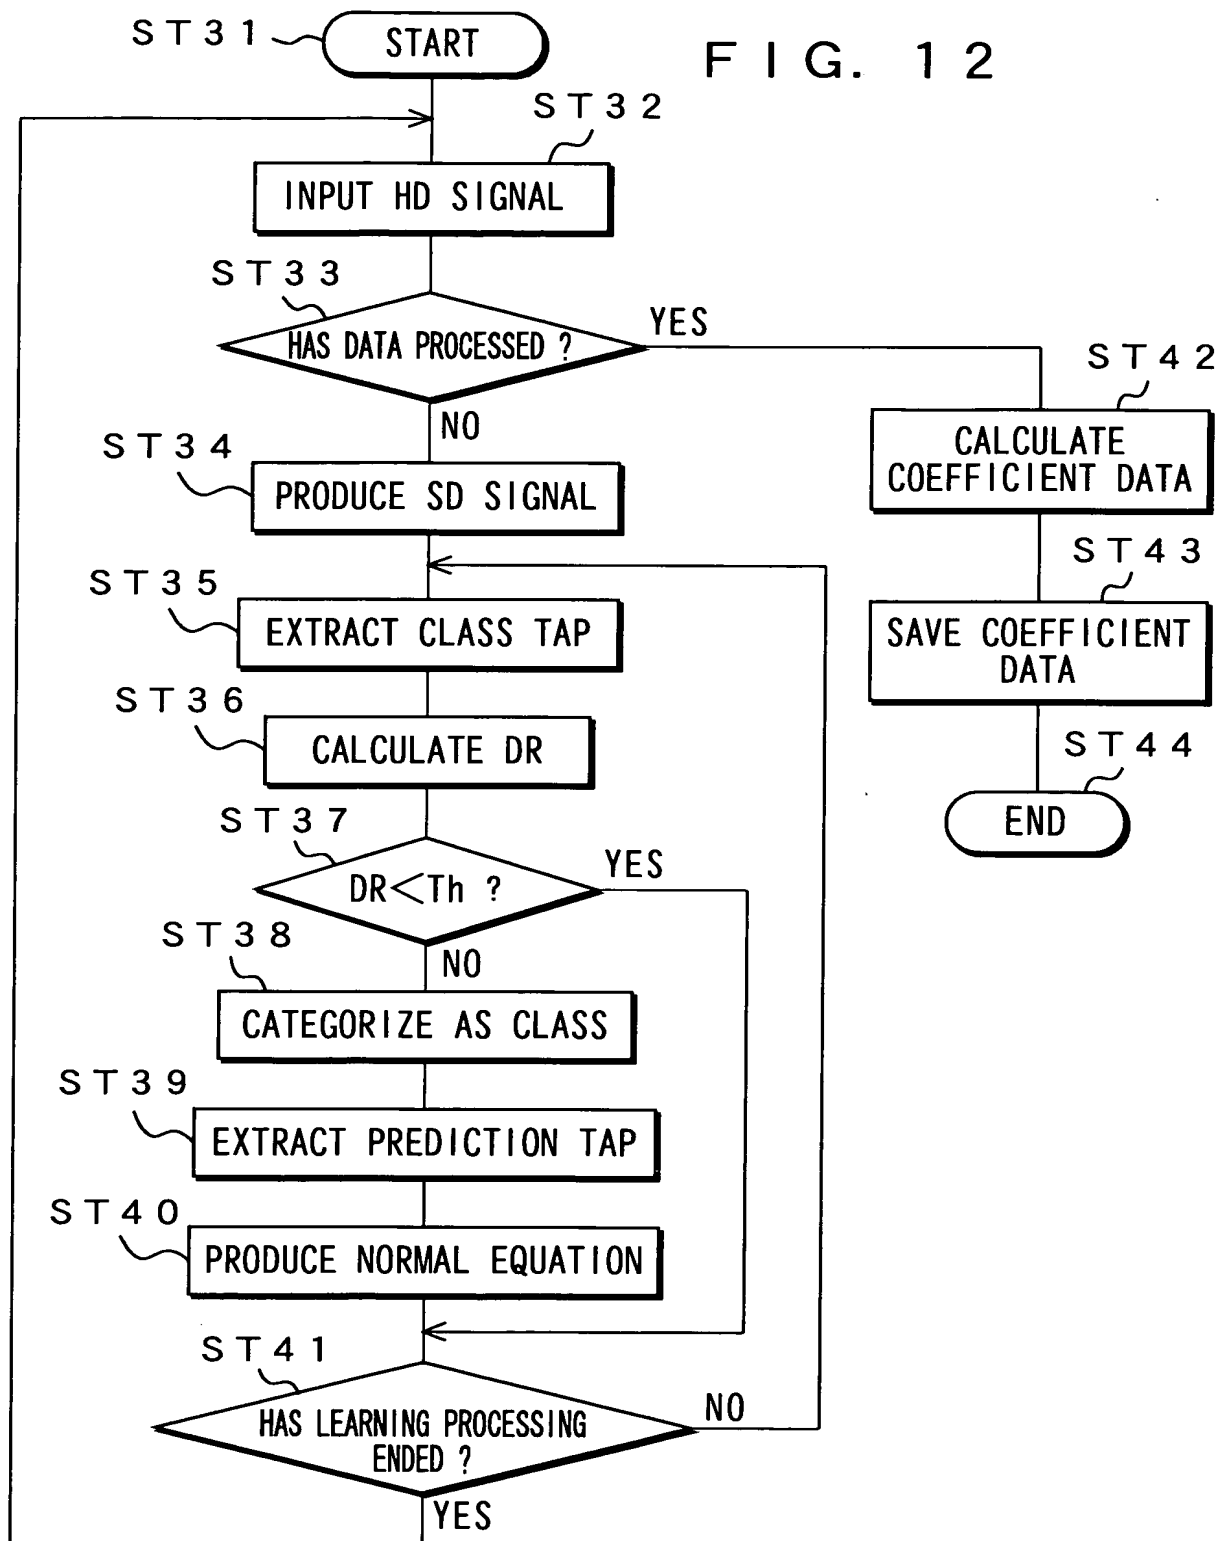 ST31
START
FIG. 12
ST32
INPUT HD SIGNAL
ST33
HAS DATA PROCESSED ?
YES
NO
ST34
PRODUCE SD SIGNAL
ST35
EXTRACT CLASS TAP
ST36
CALCULATE DR
ST37
DR<Th ?
YES
NO
ST38
CATEGORIZE AS CLASS
ST39
EXTRACT PREDICTION TAP
ST40
PRODUCE NORMAL EQUATION
ST41
HAS LEARNING PROCESSING
ENDED ?
NO
YES
ST42
CALCULATE
COEFFICIENT DATA
ST43
SAVE COEFFICIENT
DATA
ST44
END